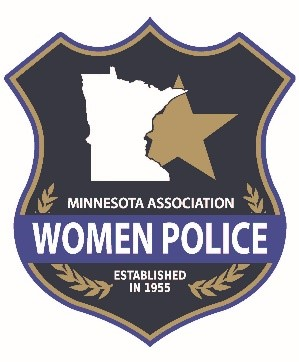 MINNESOTA ASSOCIATION
WOMEN POLICE
ESTABLISHED
IN 1955